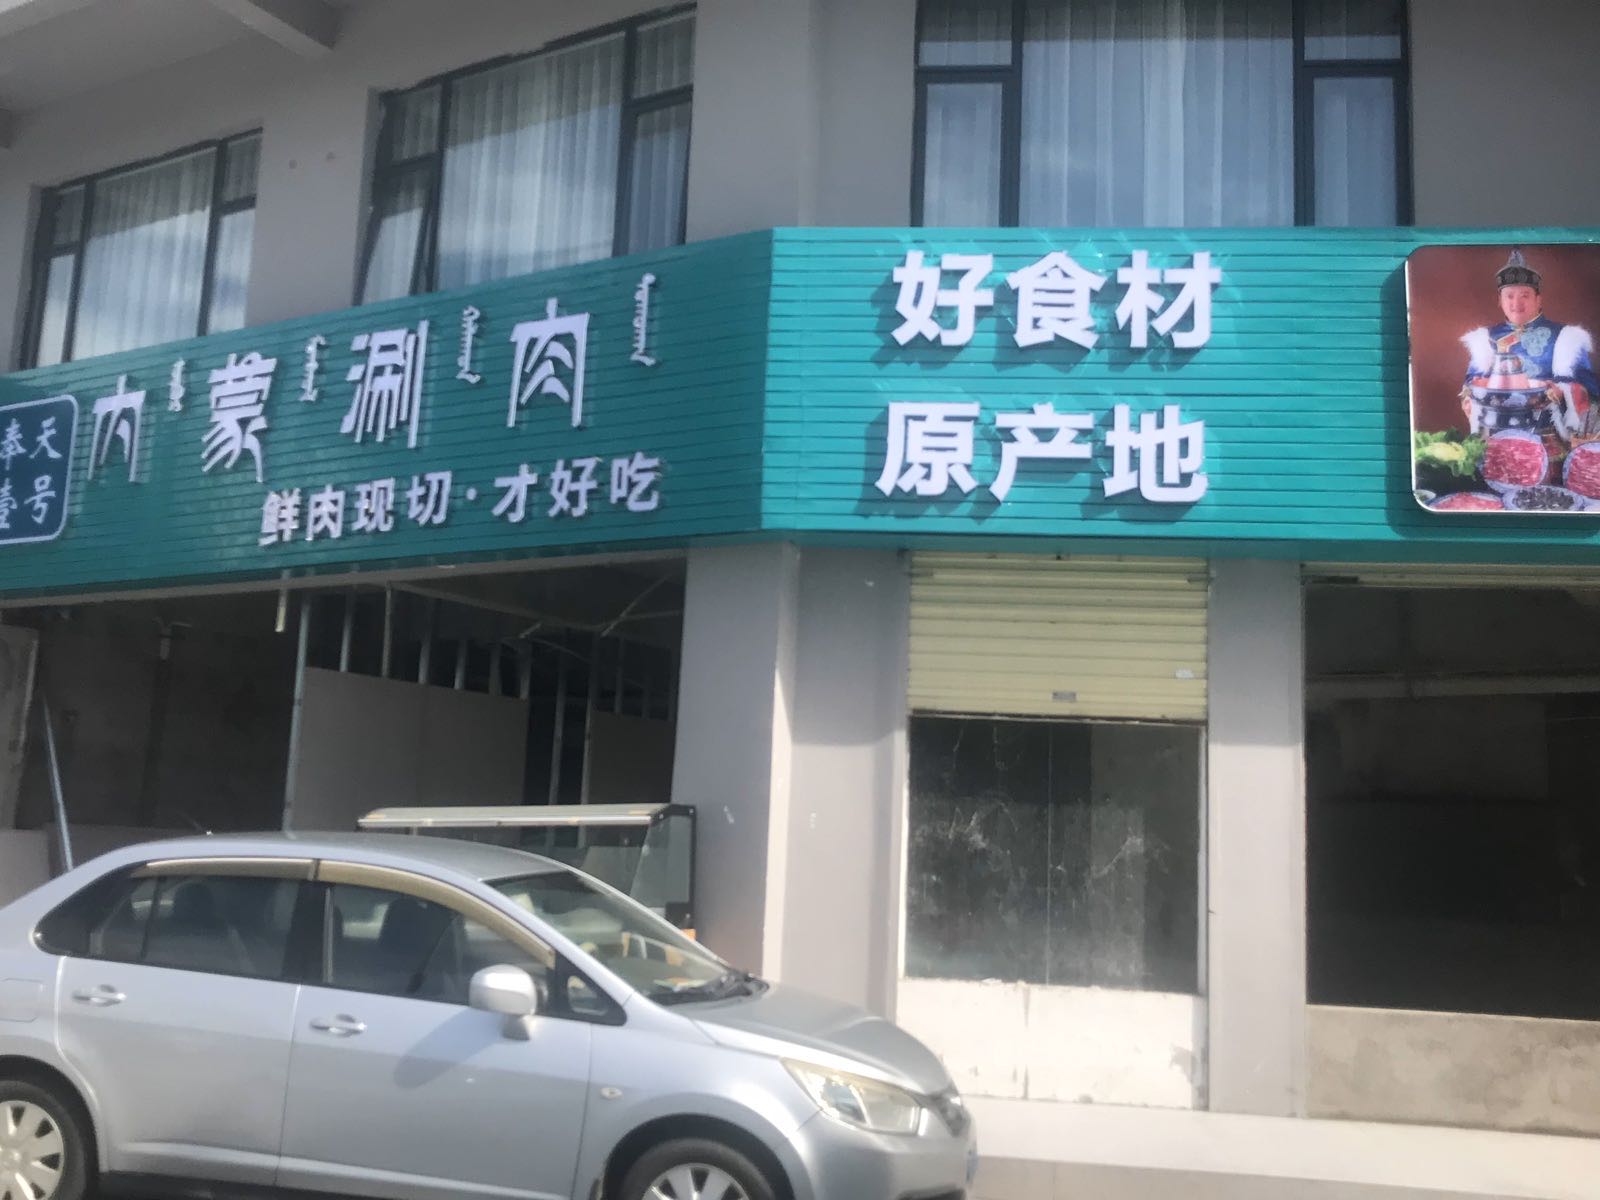 奉天
壹号
内蒙涮肉
鲜肉现切·才好吃
好食材
原产地